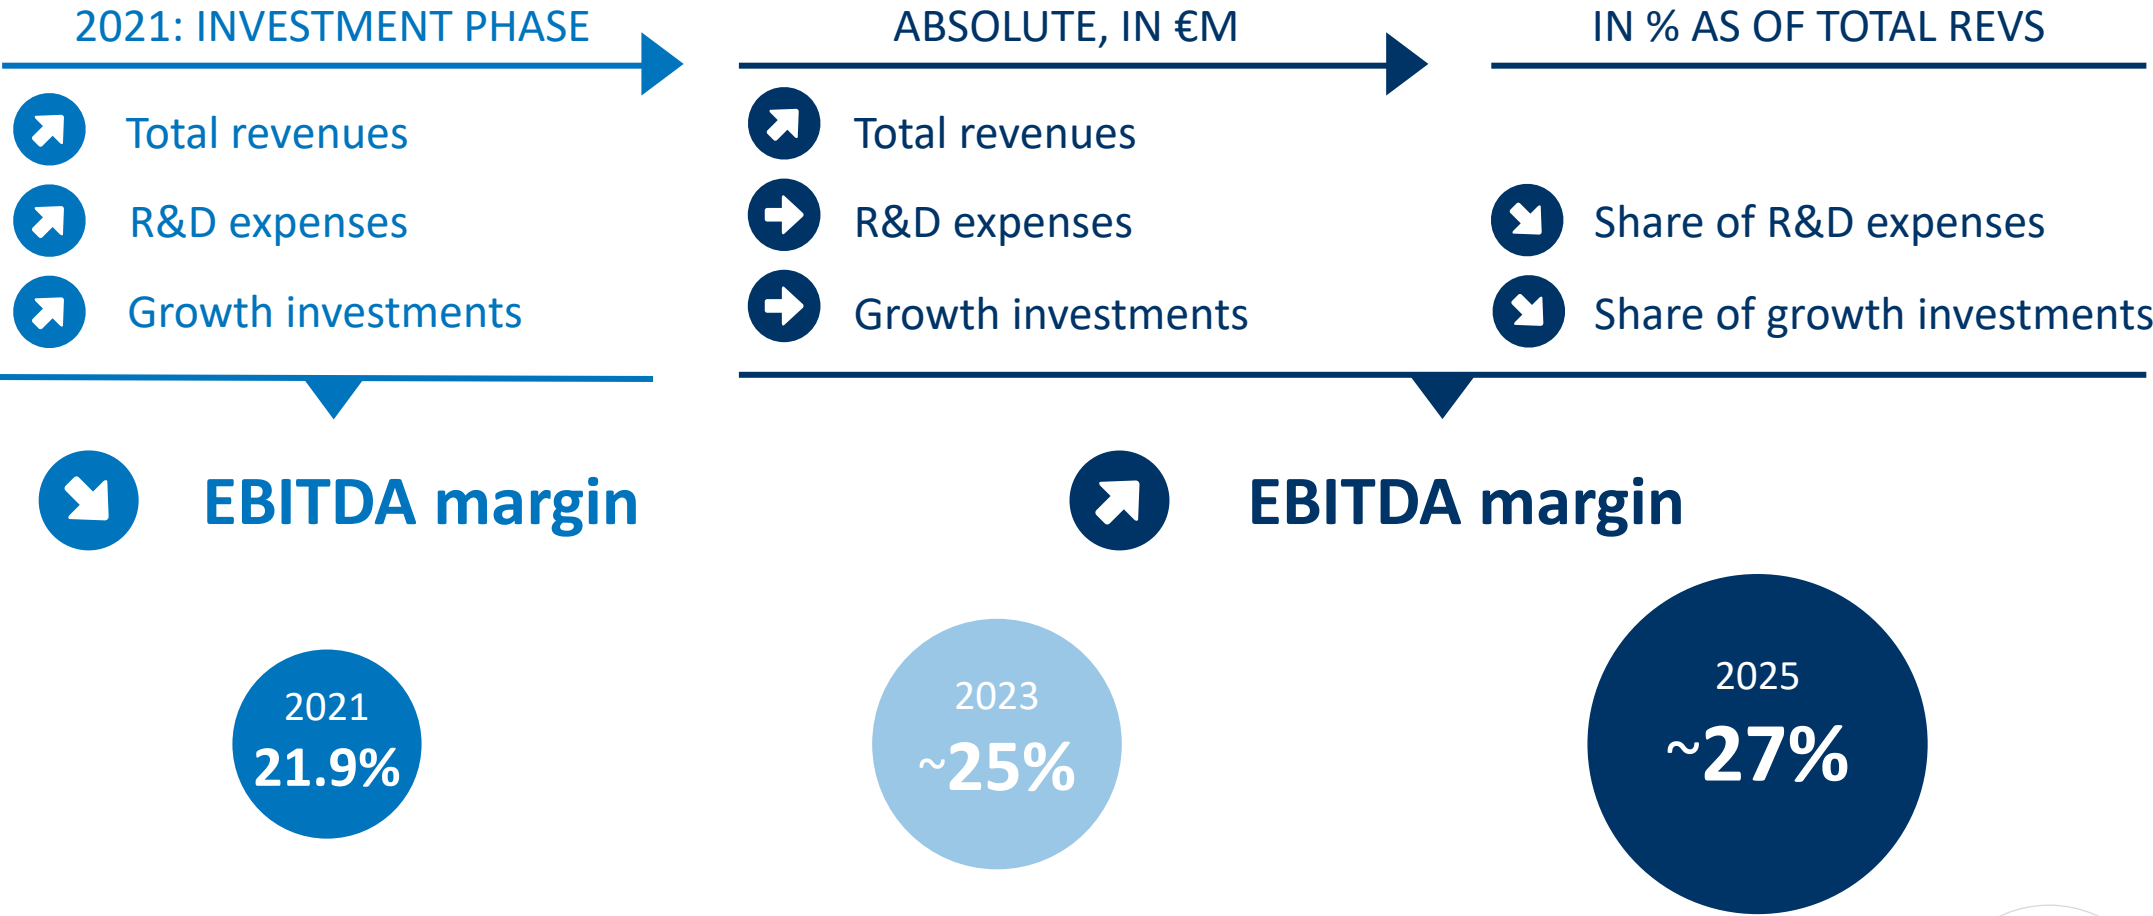 2021: INVESTMENT PHASE
Total revenues
R&D expenses
Growth investments
EBITDA margin
2021
21.9%
ABSOLUTE, IN €M
Total revenues
R&D expenses
Growth investments
IN % AS OF TOTAL REVS
Share of R&D expenses
Share of growth investments
EBITDA margin
2023
~25%
2025
~27%